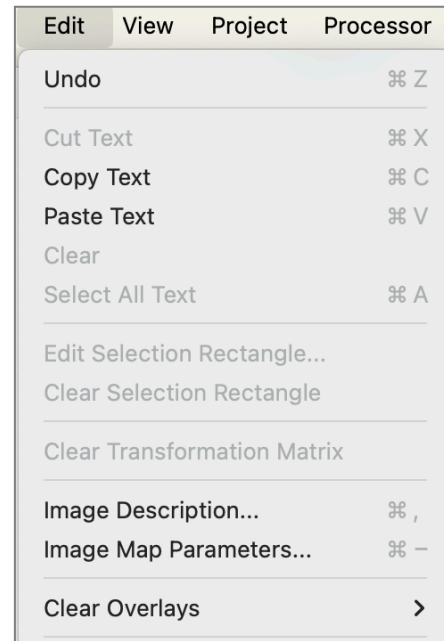 Edit View Project Processor
Undo ⌘ Z
Cut Text ⌘ X
Copy Text ⌘ C
Paste Text ⌘ V
Clear
Select All Text ⌘ A
Edit Selection Rectangle...
Clear Selection Rectangle
Clear Transformation Matrix
Image Description... ⌘ ,
Image Map Parameters... ⌘ –
Clear Overlays >